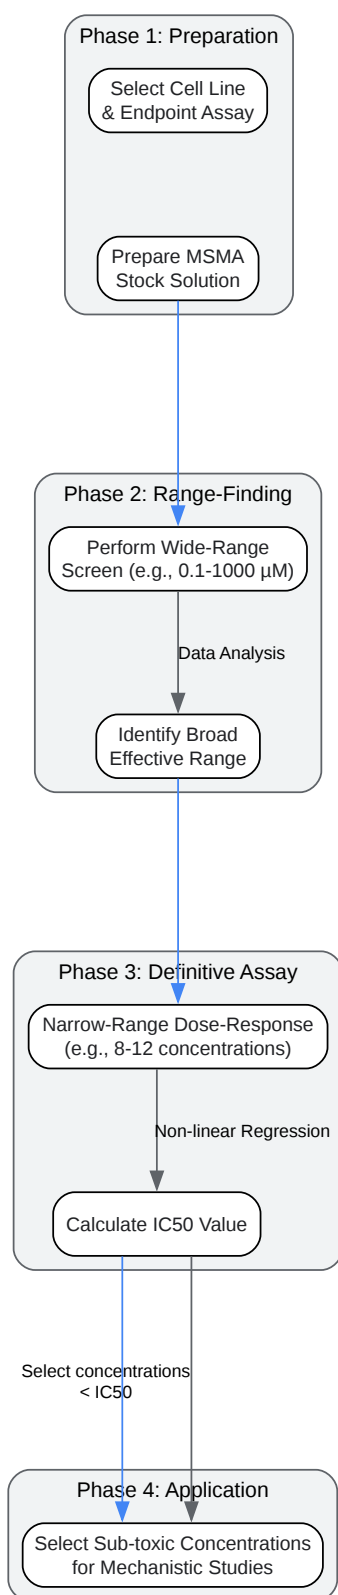 Phase 1: Preparation
Select Cell Line
& Endpoint Assay
Prepare MSMA
Stock Solution
Phase 2: Range-Finding
Perform Wide-Range
Screen (e.g., 0.1-1000 µM)
Data Analysis
Identify Broad
Effective Range
Phase 3: Definitive Assay
Narrow-Range Dose-Response
(e.g., 8-12 concentrations)
Non-linear Regression
Calculate IC50 Value
Select concentrations
< IC50
Phase 4: Application
Select Sub-toxic Concentrations
for Mechanistic Studies